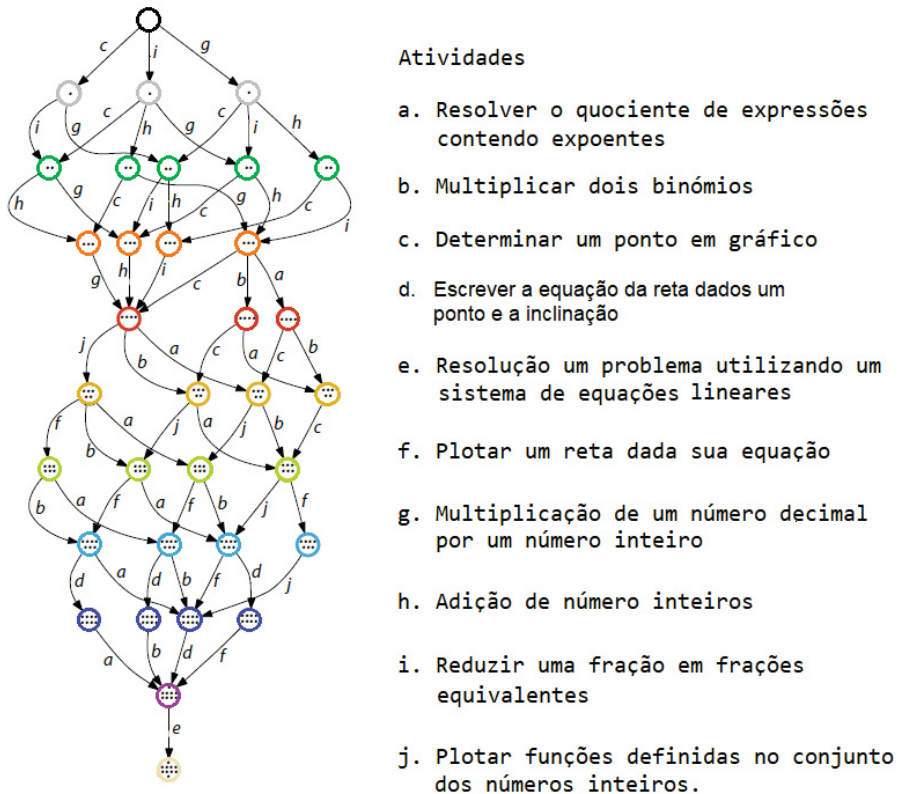 c
i
g
i
g
c
h
g
c
i
h
h
g
c
i
h
c
g
h
c
i
g
h
i
c
b
a
j
b
a
c
a
c
b
f
b
a
j
a
j
b
c
b
a
f
a
f
b
j
f
d
a
d
b
f
d
j
a
b
d
f
e
Atividades
a. Resolver o quociente de expressões
contendo expoentes
b. Multiplicar dois binómios
c. Determinar um ponto em gráfico
d. Escrever a equação da reta dados um
ponto e a inclinação
e. Resolução um problema utilizando um
sistema de equações lineares
f. Plotar um reta dada sua equação
g. Multiplicação de um número decimal
por um número inteiro
h. Adição de número inteiros
i. Reduzir uma fração em frações
equivalentes
j. Plotar funções definidas no conjunto
dos números inteiros.